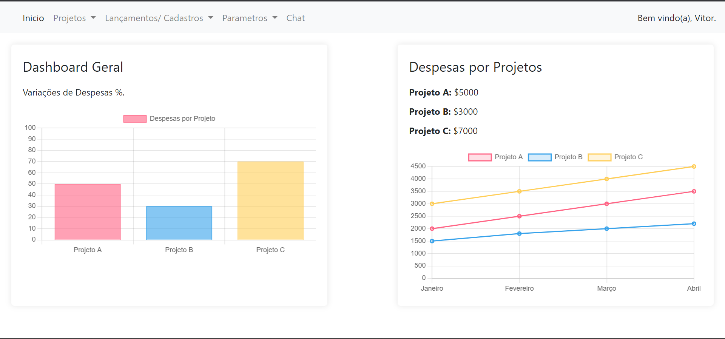 Início Projetos Lançamentos/ Cadastros Parametros Chat Bem vindo(a), Vitor.
Dashboard Geral
Variações de Despesas %.
Despesas por Projeto
100
90
80
70
60
50
40
30
20
10
0
Projeto A Projeto B Projeto C
Despesas por Projetos
Projeto A: $5000
Projeto B: $3000
Projeto C: $7000
Projeto A Projeto B Projeto C
4500
4000
3500
3000
2500
2000
1500
1000
500
0
Janeiro Fevereiro Março Abril